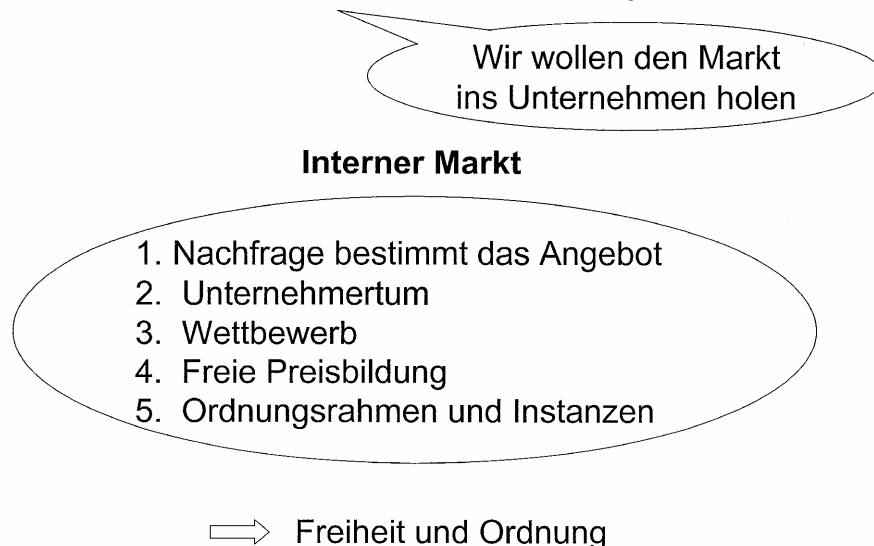 Wir wollen den Markt
ins Unternehmen holen
Interner Markt
1. Nachfrage bestimmt das Angebot
2. Unternehmertum
3. Wettbewerb
4. Freie Preisbildung
5. Ordnungsrahmen und Instanzen
Freiheit und Ordnung